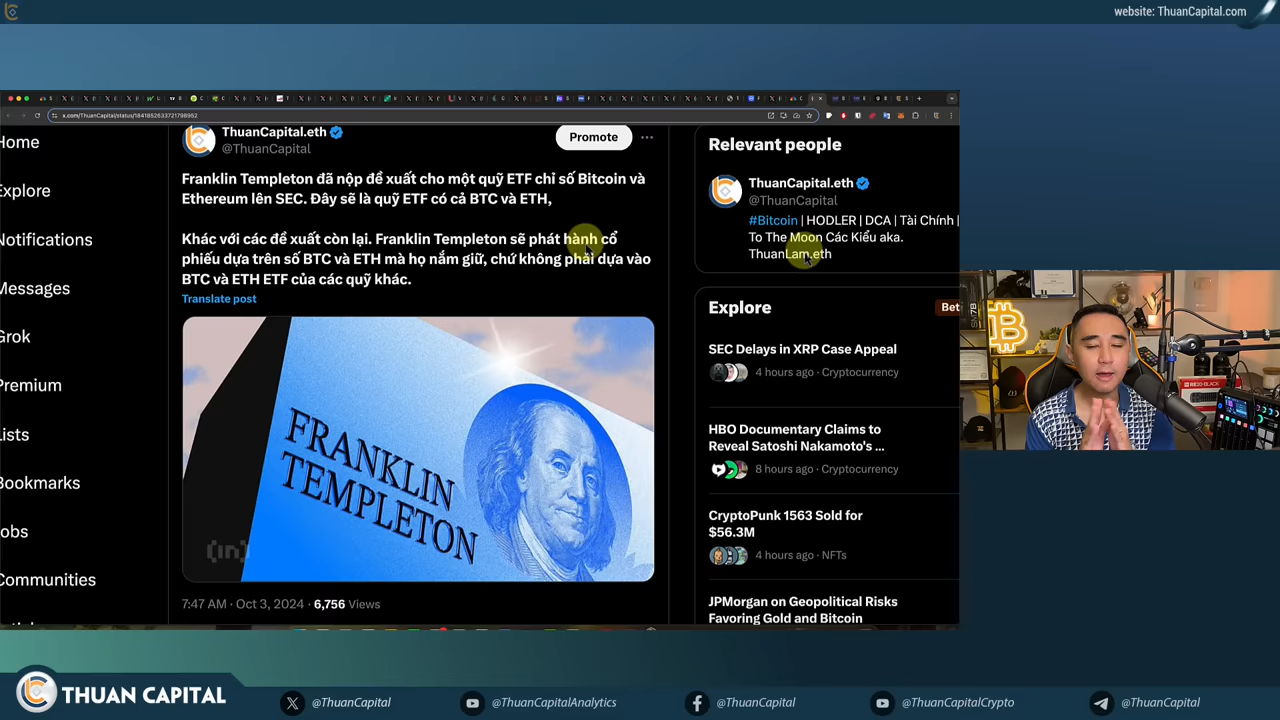 website: ThuanCapital.com
x.com/ThuanCapital/status/1841852633721798952
Home
Explore
Notifications
Messages
Grok
Premium
Lists
Bookmarks
Jobs
Communities
ThuanCapital.eth
@ThuanCapital
Promote
Franklin Templeton đã nộp đề xuất cho một quỹ ETF chỉ số Bitcoin và
Ethereum lên SEC. Đây sẽ là quỹ ETF có cả BTC và ETH,
Khác với các đề xuất còn lại. Franklin Templeton sẽ phát hành cổ
phiếu dựa trên số BTC và ETH mà họ nắm giữ, chứ không phải dựa vào
BTC và ETH ETF của các quỹ khác.
Translate post
FRANKLIN
TEMPLETON
(in)
7:47 AM · Oct 3, 2024 · 6,756 Views
Relevant people
ThuanCapital.eth
@ThuanCapital
#Bitcoin | HODLER | DCA | Tài Chính |
To The Moon Các Kiểu aka.
ThuanLam.eth
Explore
Bet
SEC Delays in XRP Case Appeal
4 hours ago · Cryptocurrency
HBO Documentary Claims to
Reveal Satoshi Nakamoto's ...
8 hours ago · Cryptocurrency
CryptoPunk 1563 Sold for
$56.3M
4 hours ago · NFTs
JPMorgan on Geopolitical Risks
Favoring Gold and Bitcoin
SM7B
THUAN CAPITAL
@ThuanCapital
@ThuanCapitalAnalytics
@ThuanCapital
@ThuanCapitalCrypto
@ThuanCapital